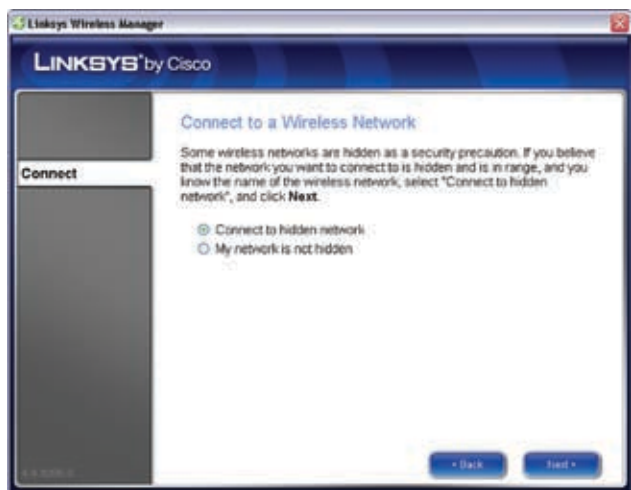 Linksys Wireless Manager
LINKSYS® by Cisco
Connect to a Wireless Network
Some wireless networks are hidden as a security precaution. If you believe
that the network you want to connect to is hidden and is in range, and you
know the name of the wireless network, select "Connect to hidden
network", and click Next.
Connect
Connect to hidden network
My network is not hidden
Back
Next